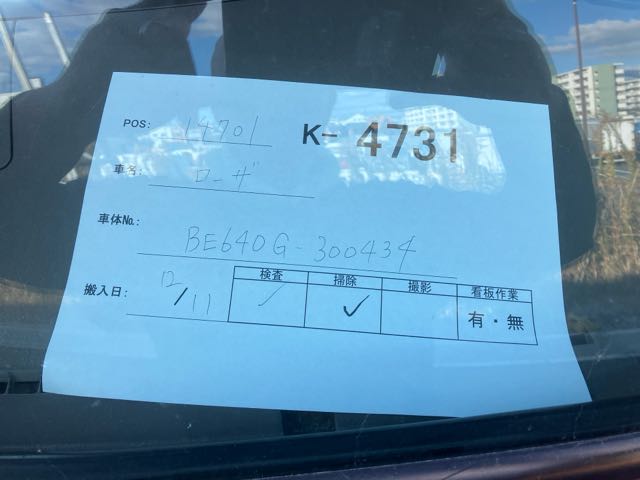 POS: 14701 K- 4731
車名: ローザ
車体No.: BE640G-300434
検査 掃除 撮影 看板作業
搬入日: 12/11 ✓ ✓ 有・無